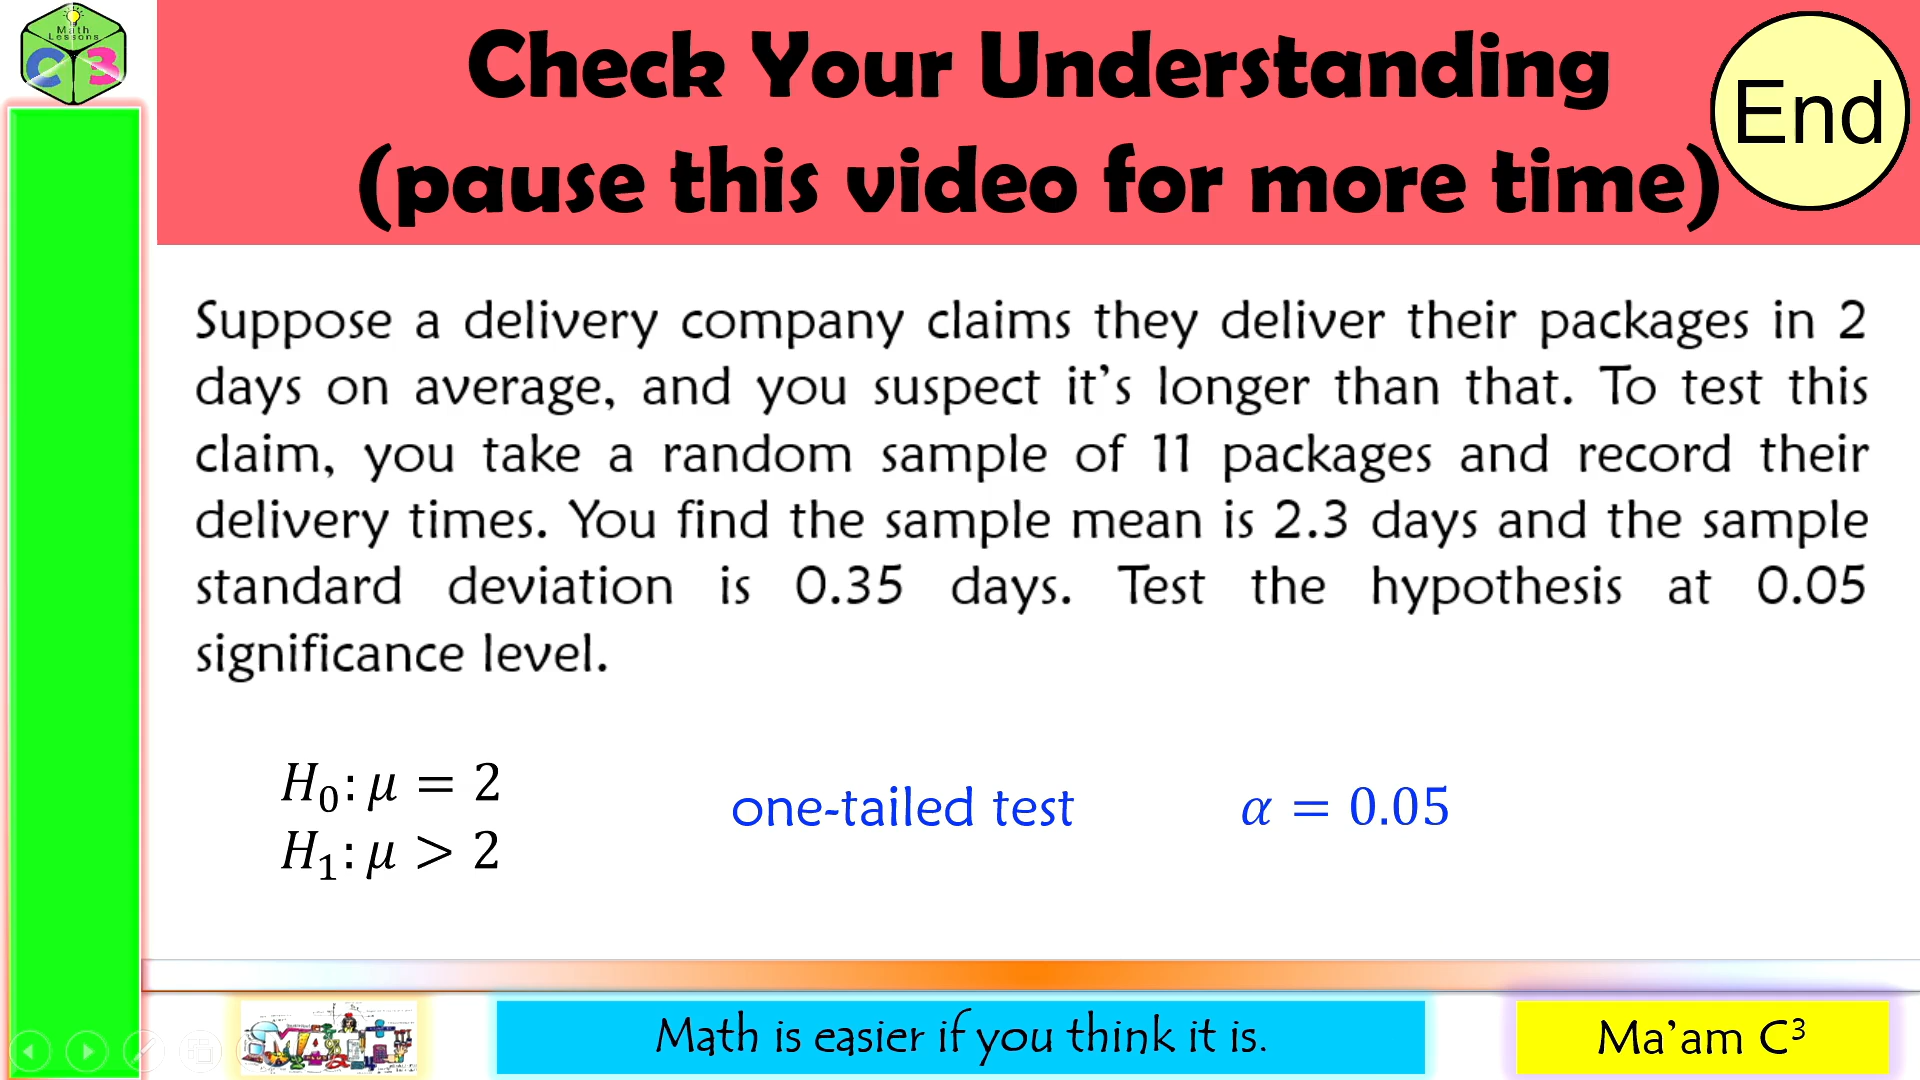 Math
Lessons
C3
Check Your Understanding
(pause this video for more time)
End
Suppose a delivery company claims they deliver their packages in 2
days on average, and you suspect it’s longer than that. To test this
claim, you take a random sample of 11 packages and record their
delivery times. You find the sample mean is 2.3 days and the sample
standard deviation is 0.35 days. Test the hypothesis at 0.05
significance level.
H₀: μ = 2
H₁: μ > 2
one-tailed test
α = 0.05
MATH
Math is easier if you think it is.
Ma’am C³